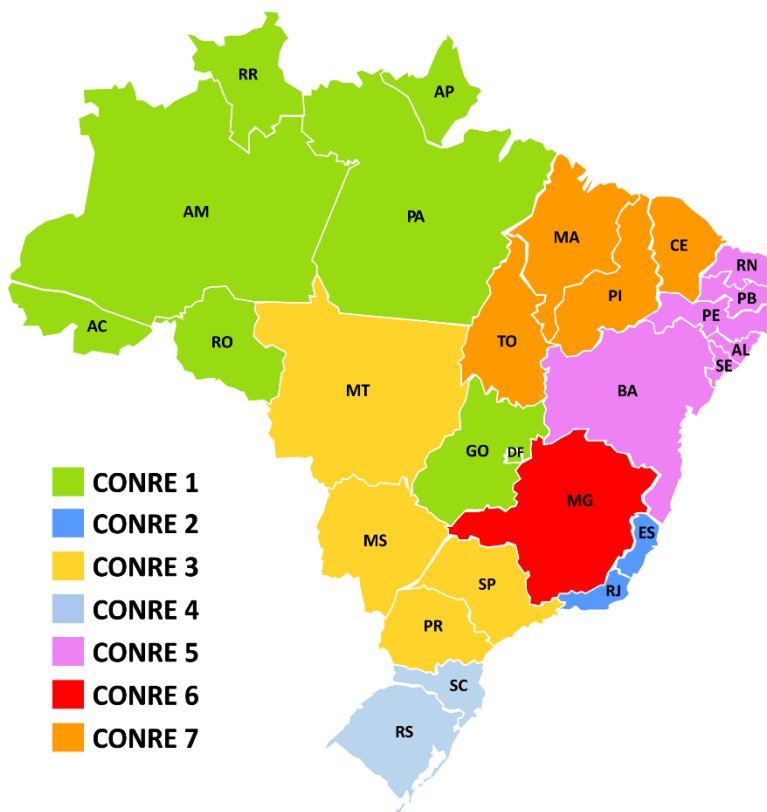 RR
AP
AM
PA
MA
CE
RN
PI
PB
PE
AC
RO
TO
AL
SE
MT
BA
GO
DF
CONRE 1
MG
CONRE 2
MS
ES
CONRE 3
SP
RJ
CONRE 4
PR
CONRE 5
SC
CONRE 6
RS
CONRE 7